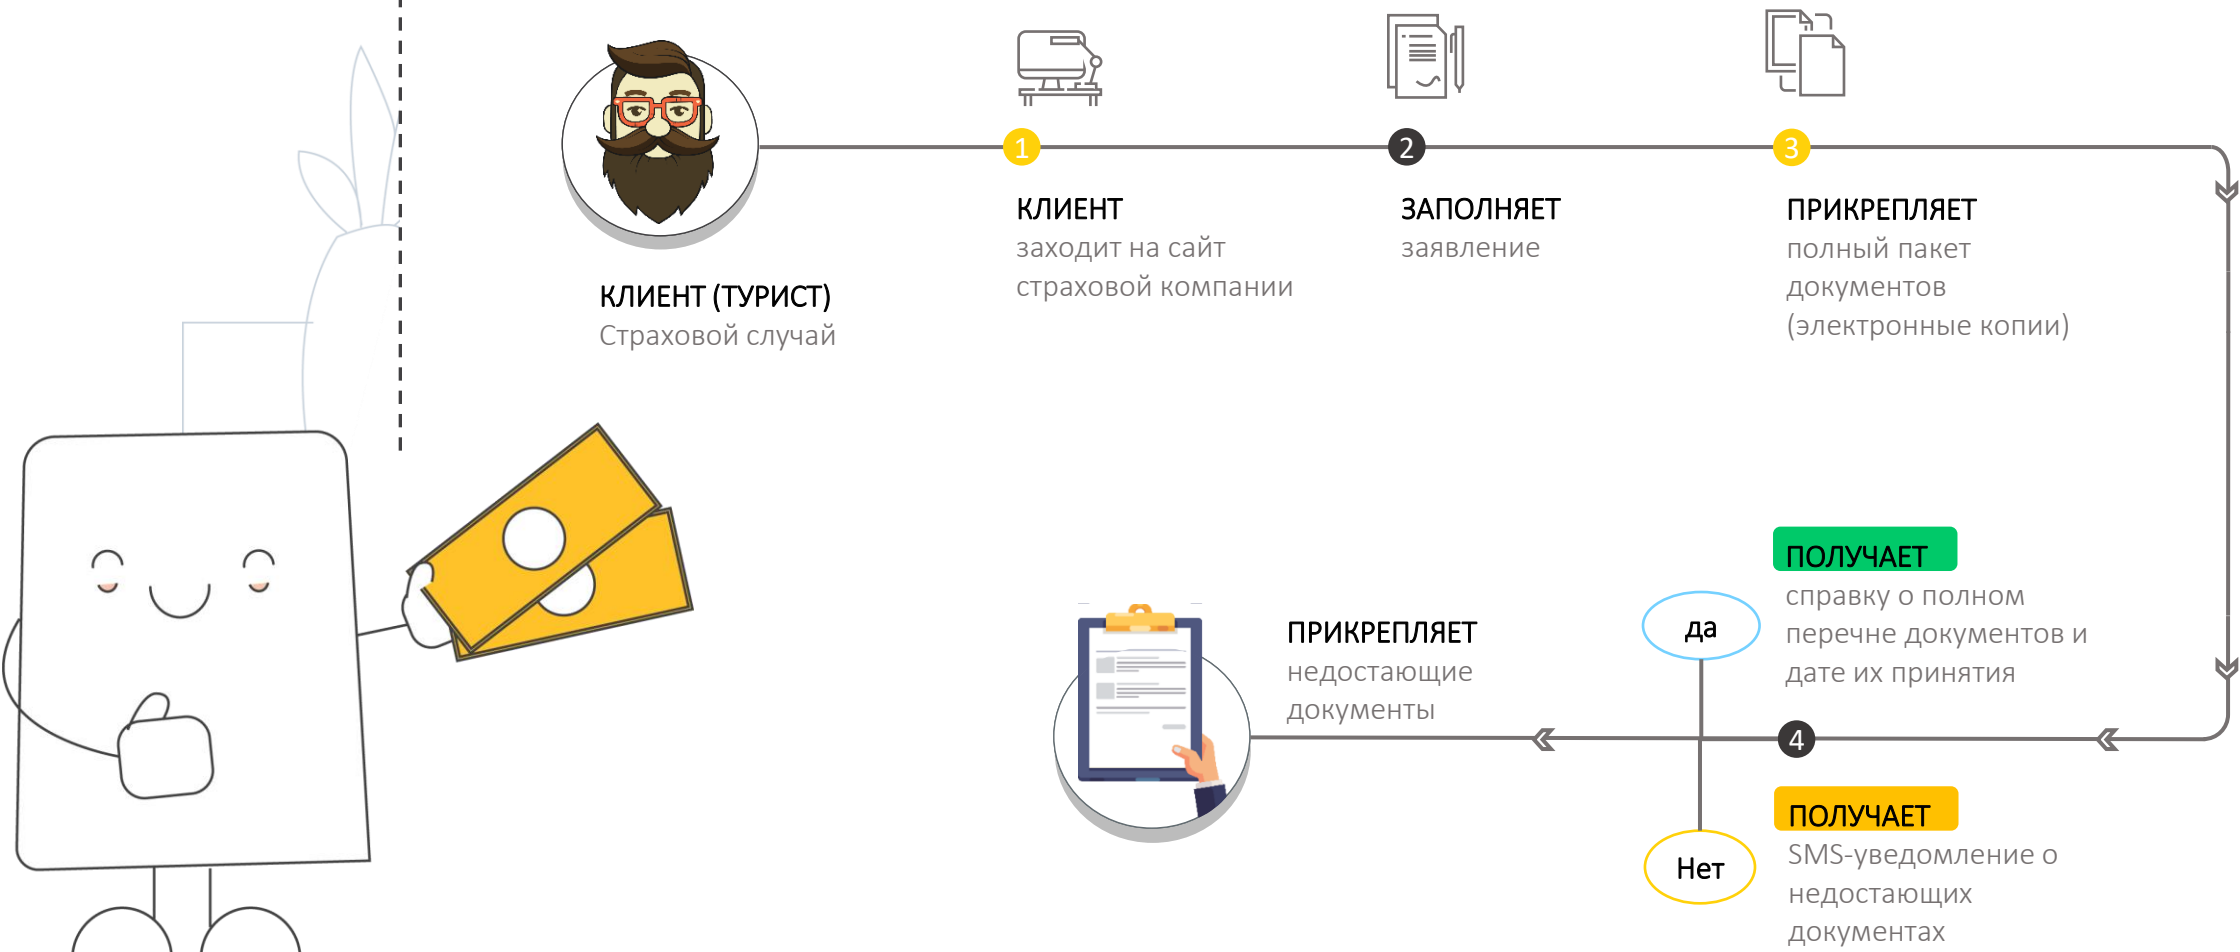 КЛИЕНТ (ТУРИСТ)
Страховой случай
1
КЛИЕНТ
заходит на сайт
страховой компании
2
ЗАПОЛНЯЕТ
заявление
3
ПРИКРЕПЛЯЕТ
полный пакет
документов
(электронные копии)
4
да
ПОЛУЧАЕТ
справку о полном
перечне документов и
дате их принятия
Нет
ПОЛУЧАЕТ
SMS-уведомление о
недостающих
документах
ПРИКРЕПЛЯЕТ
недостающие
документы